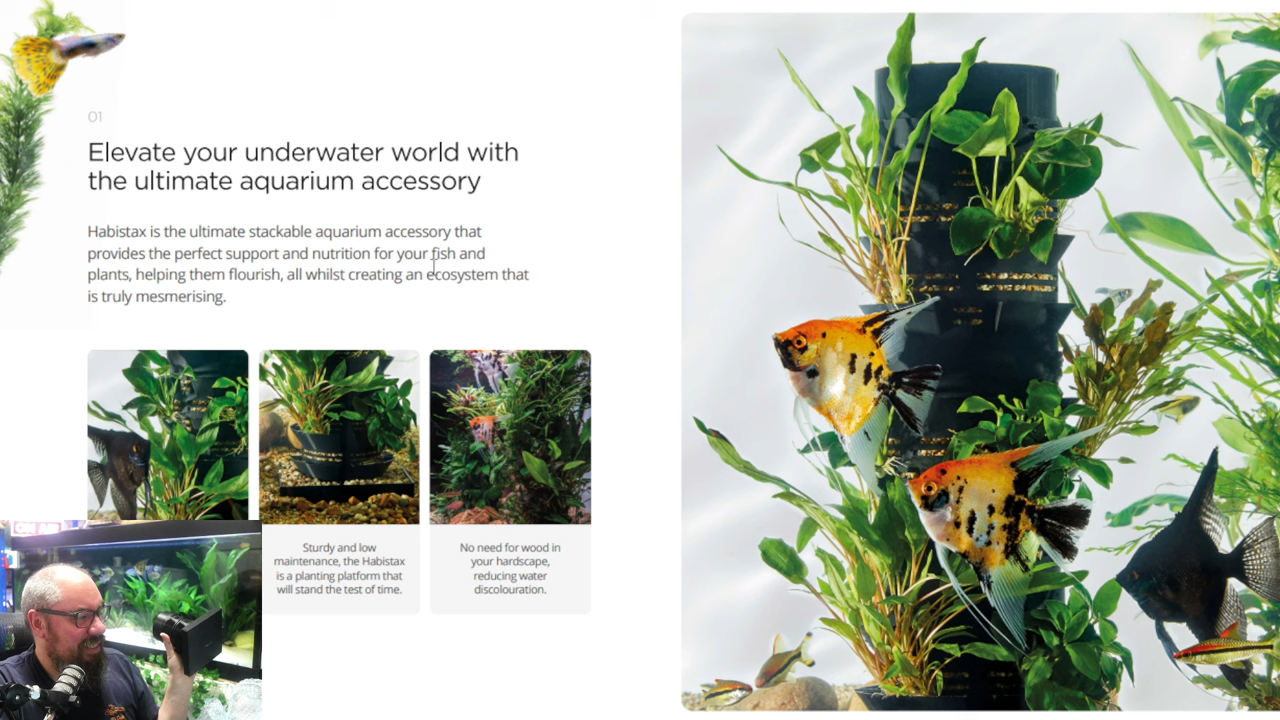 01
Elevate your underwater world with
the ultimate aquarium accessory
Habistax is the ultimate stackable aquarium accessory that
provides the perfect support and nutrition for your fish and
plants, helping them flourish, all whilst creating an ecosystem that
is truly mesmerising.
Sturdy and low
maintenance, the Habistax
is a planting platform that
will stand the test of time.
No need for wood in
your hardscape,
reducing water
discolouration.
ON AIR